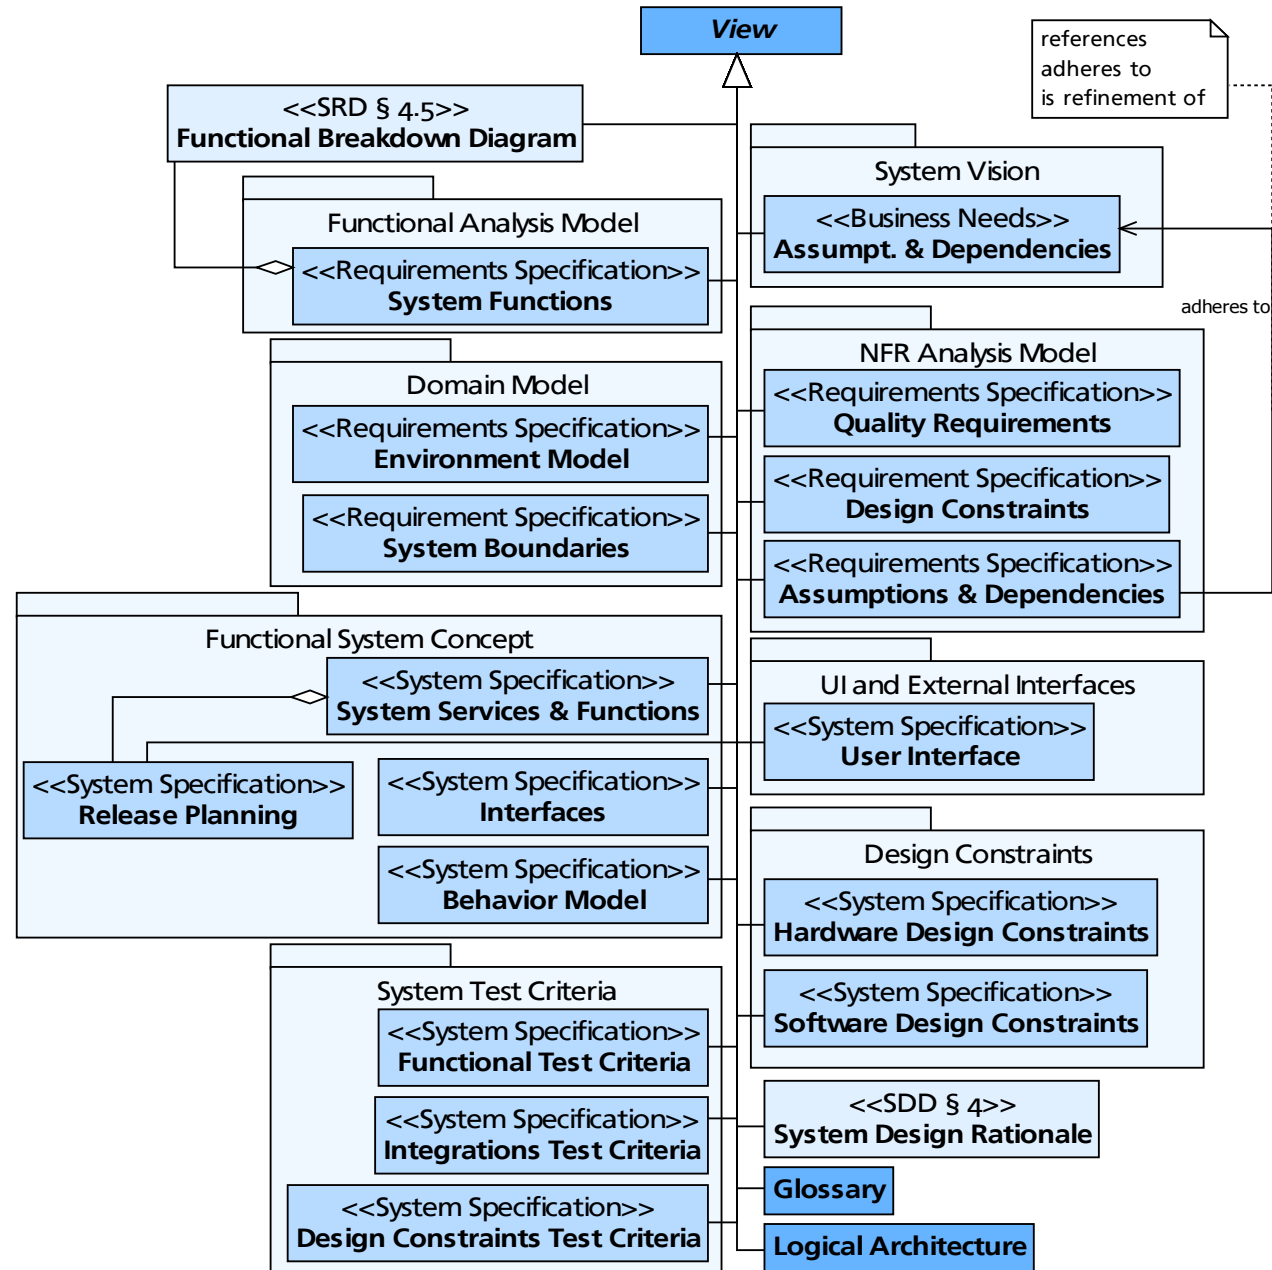 View
references
adheres to
is refinement of
<<SRD § 4.5>>
Functional Breakdown Diagram
System Vision
<<Business Needs>>
Assumpt. & Dependencies
Functional Analysis Model
<<Requirements Specification>>
System Functions
adheres to
NFR Analysis Model
<<Requirements Specification>>
Quality Requirements
<<Requirement Specification>>
Design Constraints
<<Requirements Specification>>
Assumptions & Dependencies
Domain Model
<<Requirements Specification>>
Environment Model
<<Requirement Specification>>
System Boundaries
Functional System Concept
<<System Specification>>
System Services & Functions
<<System Specification>>
Release Planning
<<System Specification>>
Interfaces
<<System Specification>>
Behavior Model
UI and External Interfaces
<<System Specification>>
User Interface
Design Constraints
<<System Specification>>
Hardware Design Constraints
<<System Specification>>
Software Design Constraints
System Test Criteria
<<System Specification>>
Functional Test Criteria
<<System Specification>>
Integrations Test Criteria
<<System Specification>>
Design Constraints Test Criteria
<<SDD § 4>>
System Design Rationale
Glossary
Logical Architecture